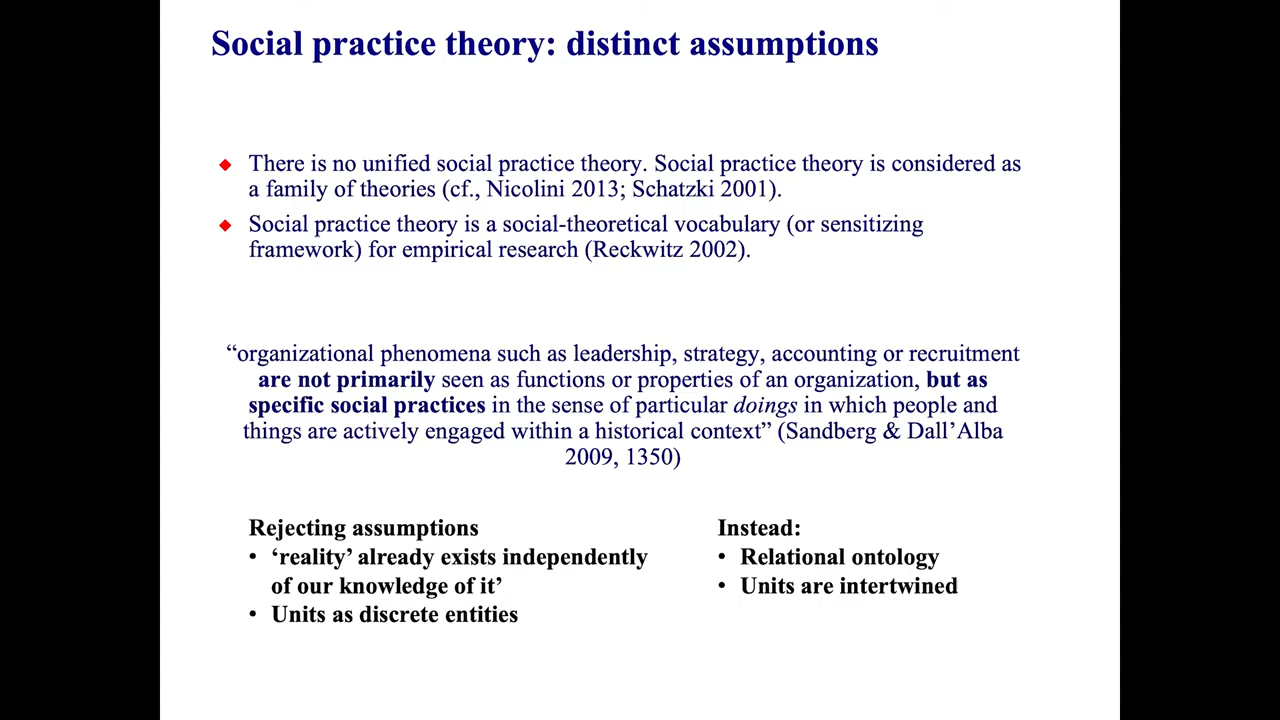 Social practice theory: distinct assumptions
There is no unified social practice theory. Social practice theory is considered as
a family of theories (cf., Nicolini 2013; Schatzki 2001).
Social practice theory is a social-theoretical vocabulary (or sensitizing
framework) for empirical research (Reckwitz 2002).
“organizational phenomena such as leadership, strategy, accounting or recruitment
are not primarily seen as functions or properties of an organization, but as
specific social practices in the sense of particular doings in which people and
things are actively engaged within a historical context” (Sandberg & Dall’Alba
2009, 1350)
Rejecting assumptions
• ‘reality’ already exists independently
of our knowledge of it’
• Units as discrete entities
Instead:
• Relational ontology
• Units are intertwined